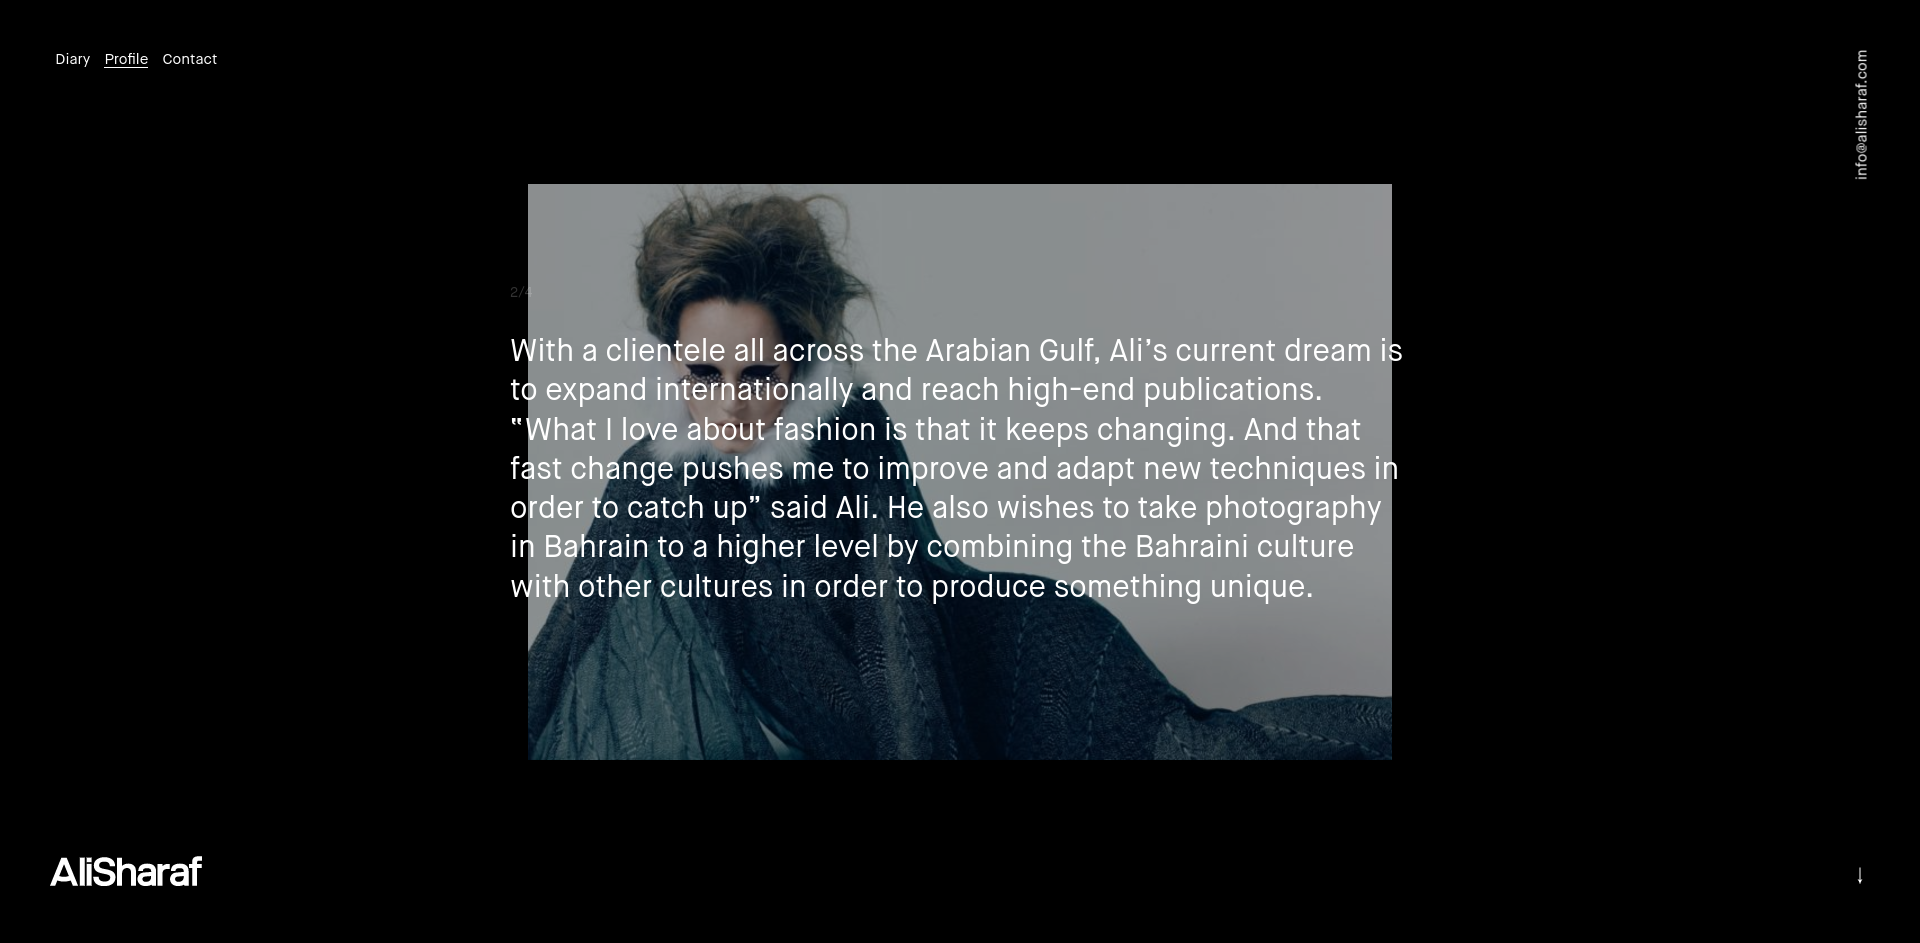 Diary Profile Contact
info@alisharaf.com
2/4
With a clientele all across the Arabian Gulf, Ali’s current dream is
to expand internationally and reach high-end publications.
“What I love about fashion is that it keeps changing. And that
fast change pushes me to improve and adapt new techniques in
order to catch up” said Ali. He also wishes to take photography
in Bahrain to a higher level by combining the Bahraini culture
with other cultures in order to produce something unique.
AliSharaf